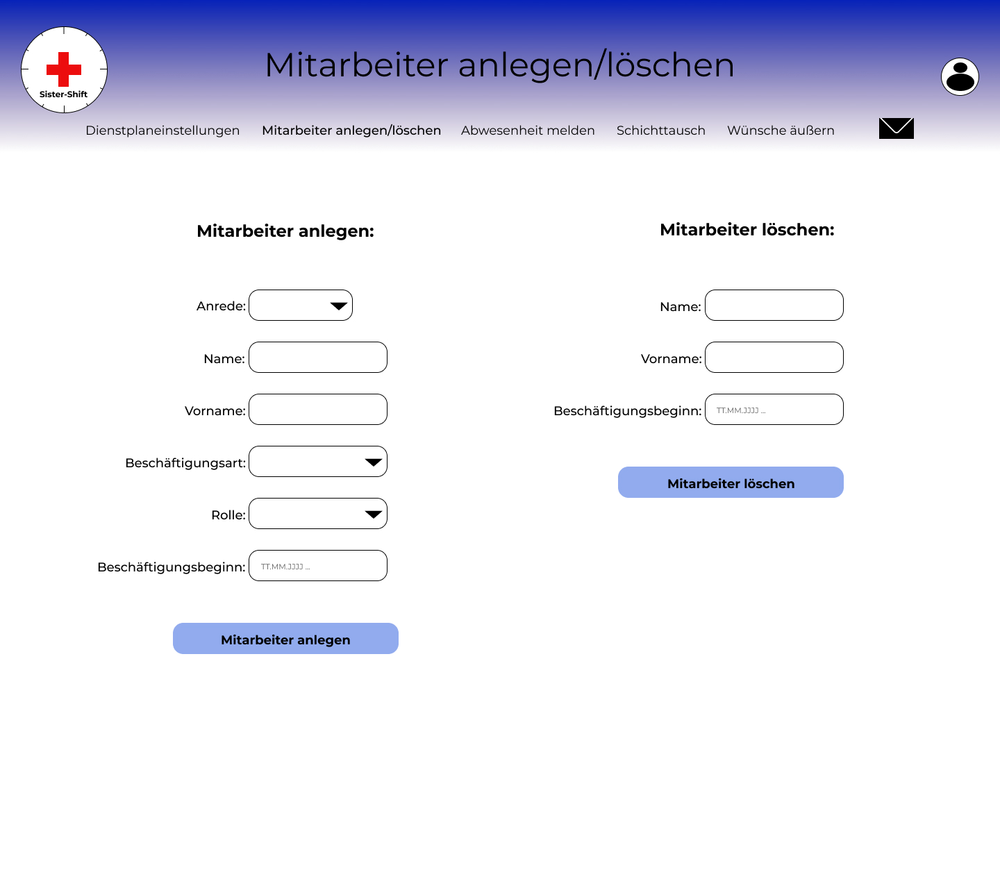 Mitarbeiter anlegen/löschen
Sister-Shift
Dienstplaneinstellungen Mitarbeiter anlegen/löschen Abwesenheit melden Schichttausch Wünsche äußern
Mitarbeiter anlegen:
Anrede:
Name:
Vorname:
Beschäftigungsart:
Rolle:
Beschäftigungsbeginn: TT.MM.JJJJ ...
Mitarbeiter anlegen
Mitarbeiter löschen:
Name:
Vorname:
Beschäftigungsbeginn: TT.MM.JJJJ ...
Mitarbeiter löschen